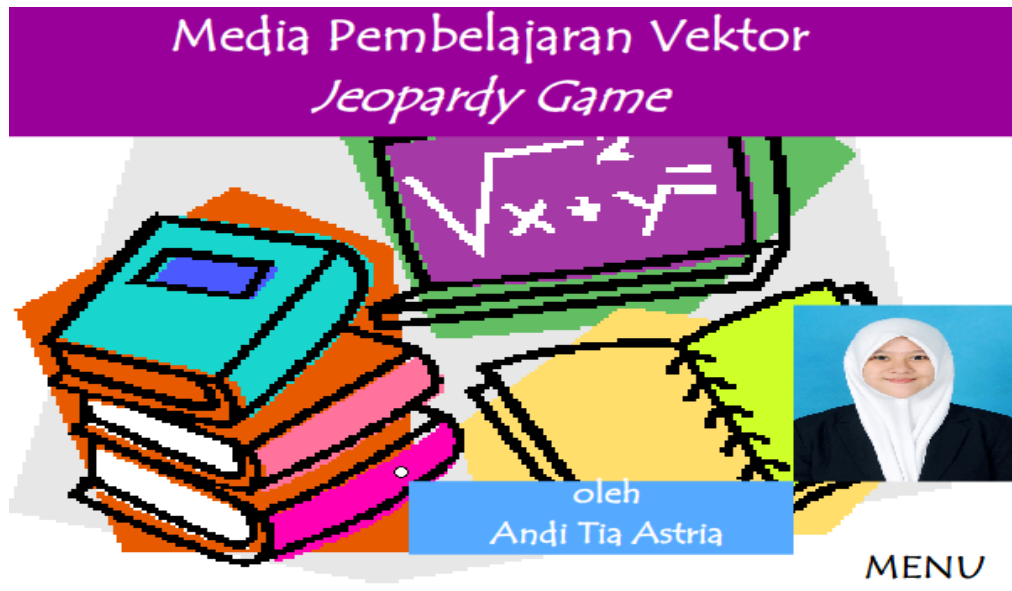 Media Pembelajaran Vektor
Jeopardy Game
√x + y =
oleh
Andi Tia Astria
MENU